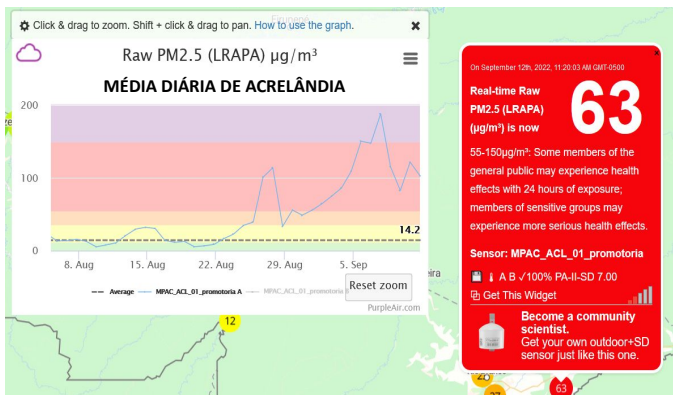 Click & drag to zoom. Shift + click & drag to pan. How to use the graph.
Raw PM2.5 (LRAPA) µg/m³
MÉDIA DIÁRIA DE ACRELÂNDIA
200
100
0
14.2
8. Aug 15. Aug 22. Aug 29. Aug 5. Sep
Reset zoom
Average MPAC_ACL_01_promotoria A MPAC_ACL_01_promotoria
PurpleAir.com
12
On September 12th, 2022, 11:20:03 AM GMT-0500
Real-time Raw
PM2.5 (LRAPA)
(µg/m³) is now
63
55-150µg/m³: Some members of the
general public may experience health
effects with 24 hours of exposure;
members of sensitive groups may
experience more serious health effects.
Sensor: MPAC_ACL_01_promotoria
A B √100% PA-II-SD 7.00
Get This Widget
Become a community
scientist.
Get your own outdoor+SD
sensor just like this one.
63